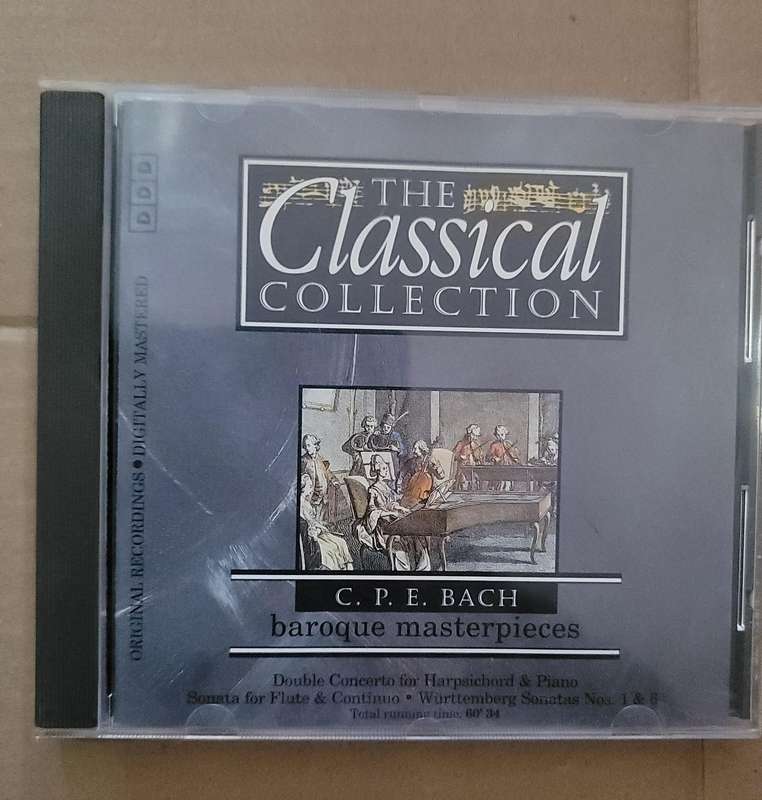 DDD
ORIGINAL RECORDINGS • DIGITALLY MASTERED
THE
Classical
COLLECTION
C. P. E. BACH
baroque masterpieces
Double Concerto for Harpsichord & Piano
Sonata for Flute & Continuo • Württemberg Sonatas Nos. 1 & 6
Total running time: 60' 34